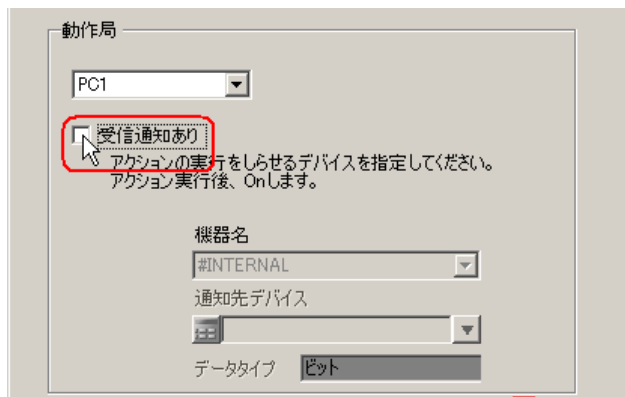 動作局
PC1
受信通知あり
アクションの実行をしらせるデバイスを指定してください。
アクション実行後、Onします。
機器名
#INTERNAL
通知先デバイス
データタイプ ビット